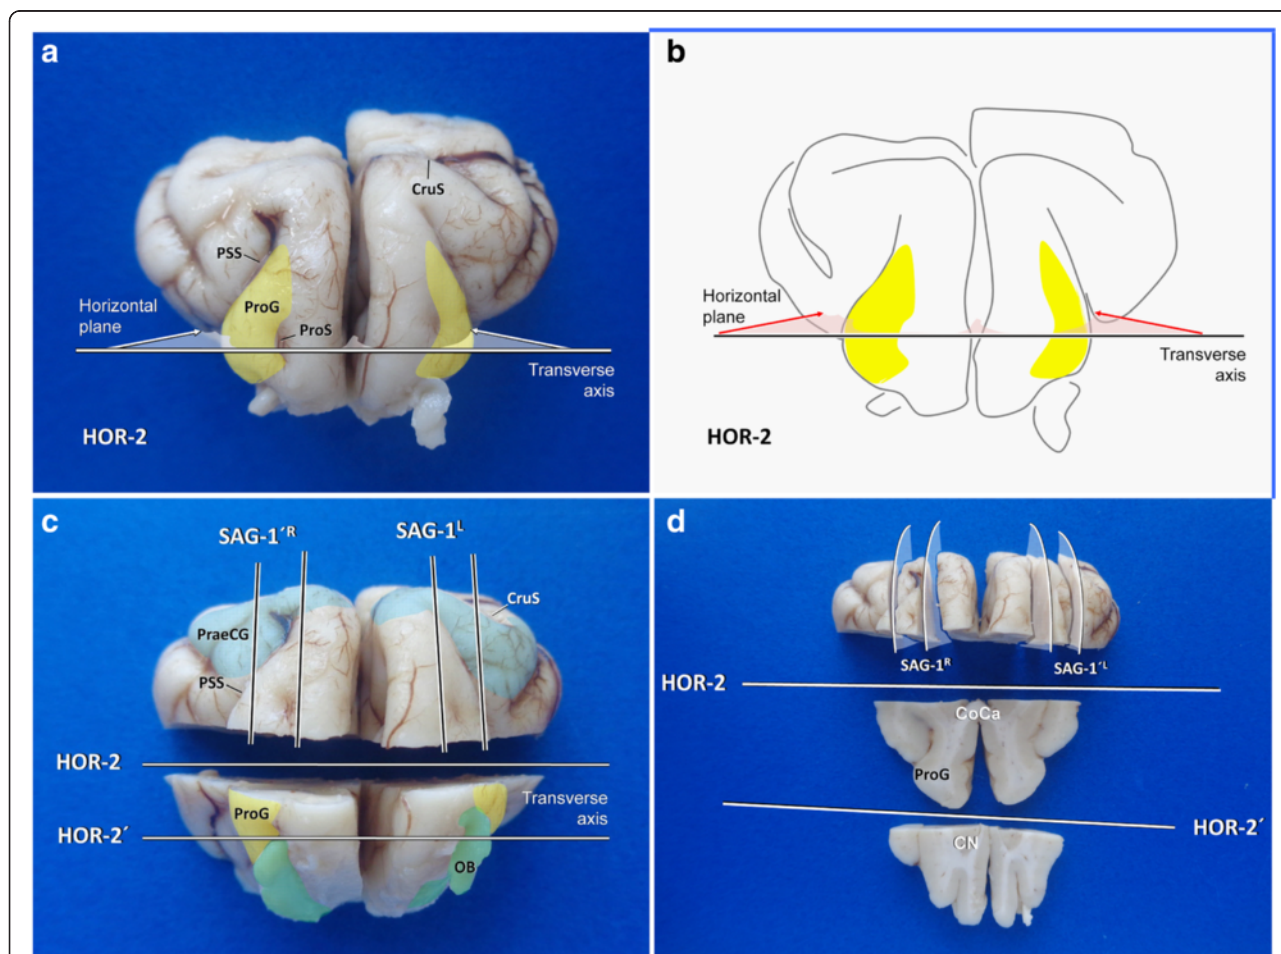 a
CruS
PSS
ProG
ProS
Horizontal
plane
Transverse
axis
HOR-2
b
Horizontal
plane
Transverse
axis
HOR-2
c
SAG-1´R
SAG-1L
CruS
PraeCG
PSS
HOR-2
ProG
Transverse
axis
HOR-2´
OB
d
SAG-1R
SAG-1´L
HOR-2
CoCa
ProG
HOR-2´
CN